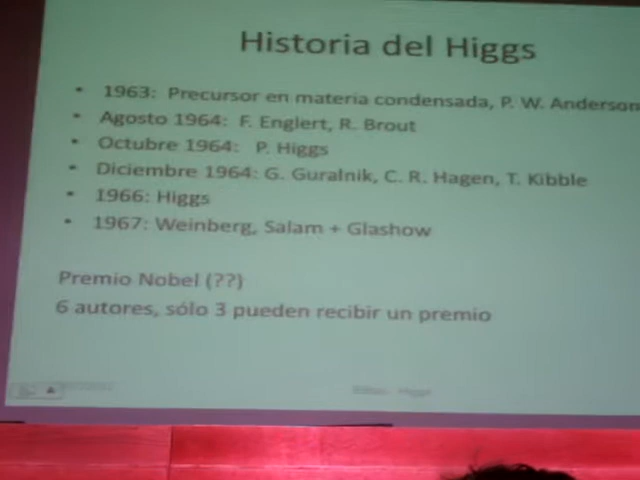 Historia del Higgs
• 1963: Precursor en materia condensada, P. W. Anderson
• Agosto 1964: F. Englert, R. Brout
• Octubre 1964: P. Higgs
• Diciembre 1964: G. Guralnik, C. R. Hagen, T. Kibble
• 1966: Higgs
• 1967: Weinberg, Salam + Glashow
Premio Nobel (??)
6 autores, sólo 3 pueden recibir un premio